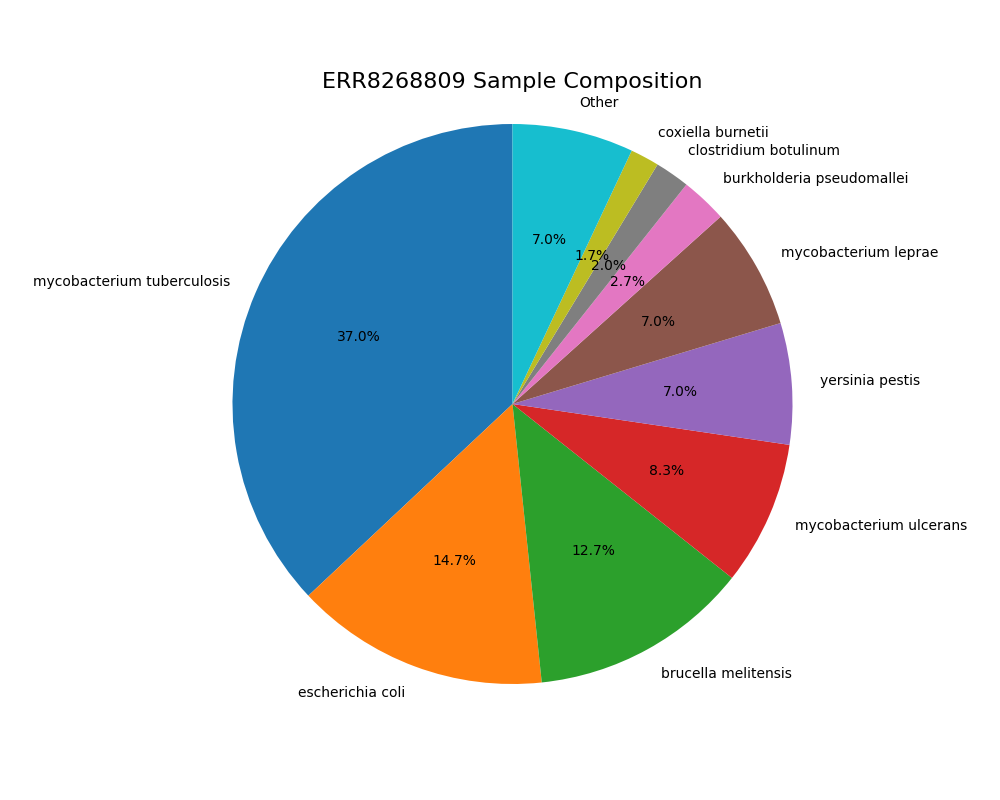 ERR8268809 Sample Composition
Other
coxiella burnetii
clostridium botulinum
burkholderia pseudomallei
mycobacterium leprae
mycobacterium tuberculosis
yersinia pestis
mycobacterium ulcerans
brucella melitensis
escherichia coli
7.0%
1.7%
2.0%
2.7%
7.0%
37.0%
7.0%
8.3%
12.7%
14.7%